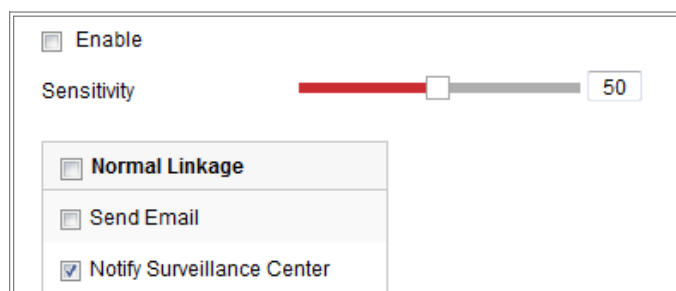 Enable
Sensitivity 50
Normal Linkage
Send Email
Notify Surveillance Center